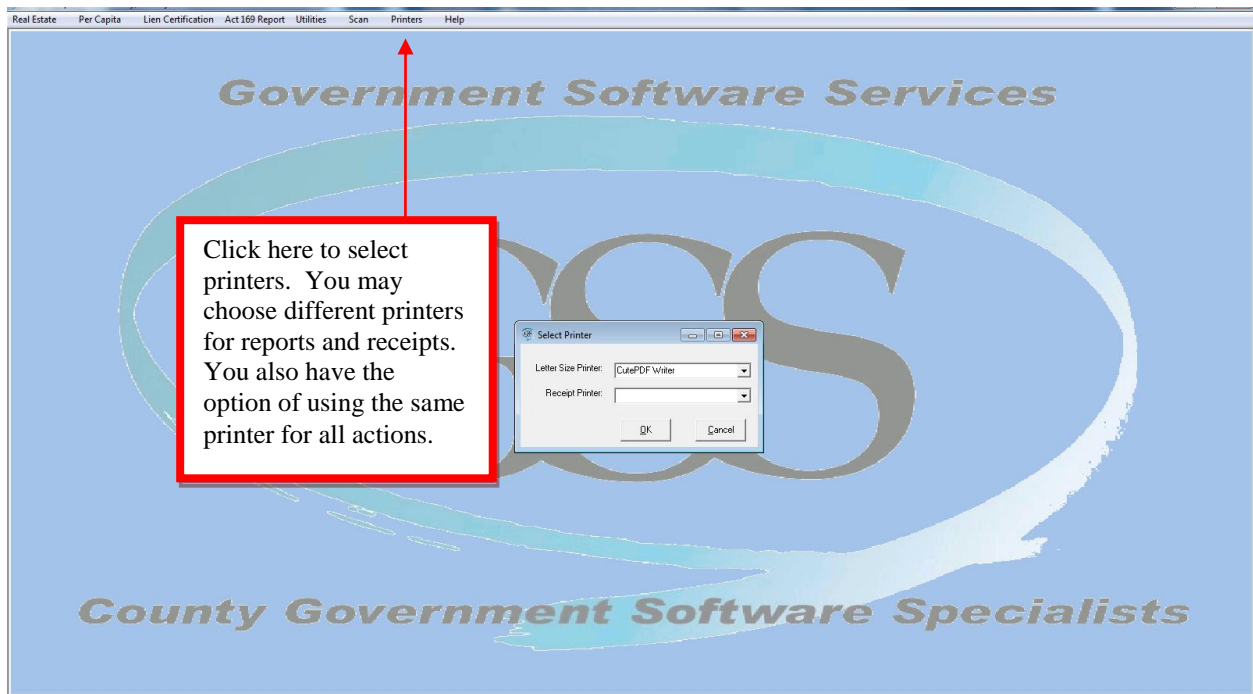 Real Estate Per Capita Lien Certification Act 169 Report Utilities Scan Printers Help
Government Software Services
Click here to select
printers. You may
choose different printers
for reports and receipts.
You also have the
option of using the same
printer for all actions.
GSS
Select Printer
Letter Size Printer: CutePDF Writer
Receipt Printer:
OK Cancel
County Government Software Specialists